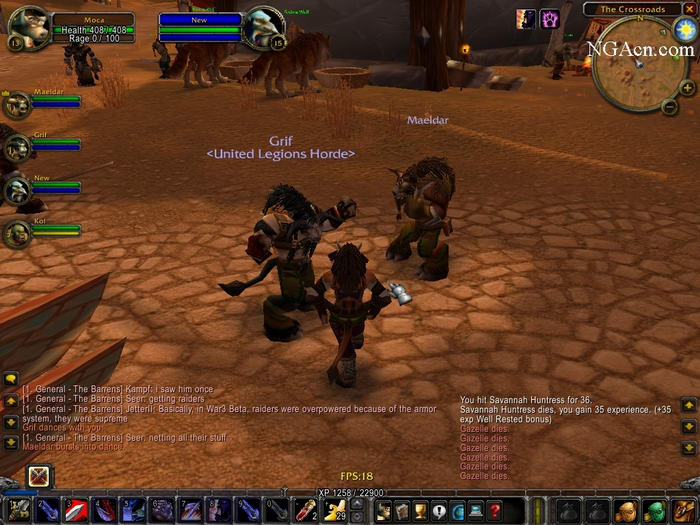 Moca
Health 408 / 408
Rage 0 / 100
13
New
15
The Crossroads
N
NGAcn.com
Maeldar
Grif
New
Kol
Maeldar
Grif
<United Legions Horde>
[1. General - The Barrens] Kampf: i saw him once
[1. General - The Barrens] Seer: getting raiders
[1. General - The Barrens] JetterII: Basically, in War3 Beta, raiders were overpowered because of the armor
system, they were supreme
Grif dances with you.
[1. General - The Barrens] Seer: netting all their stuff
Maeldar bursts into dance.
You hit Savannah Huntress for 36.
Savannah Huntress dies, you gain 35 experience. (+35
exp Well Rested bonus)
Gazelle dies.
Gazelle dies.
Gazelle dies.
Gazelle dies.
Gazelle dies.
FPS:18
XP 1258 / 22900
2
29